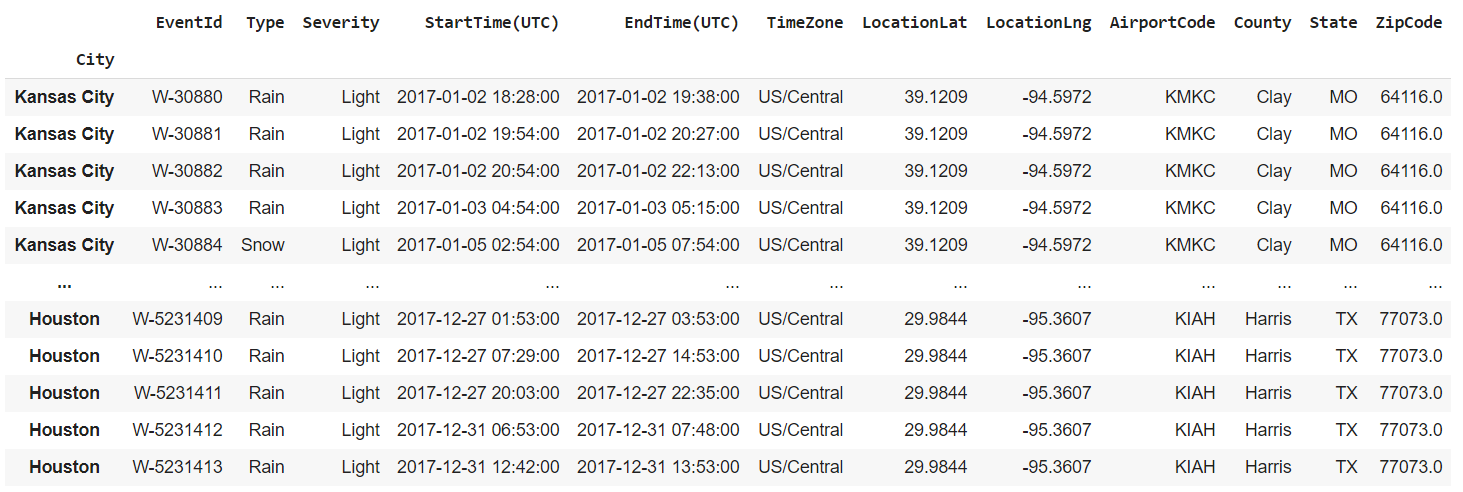 EventId Type Severity StartTime(UTC) EndTime(UTC) TimeZone LocationLat LocationLng AirportCode County State ZipCode
City
Kansas City W-30880 Rain Light 2017-01-02 18:28:00 2017-01-02 19:38:00 US/Central 39.1209 -94.5972 KMKC Clay MO 64116.0
Kansas City W-30881 Rain Light 2017-01-02 19:54:00 2017-01-02 20:27:00 US/Central 39.1209 -94.5972 KMKC Clay MO 64116.0
Kansas City W-30882 Rain Light 2017-01-02 20:54:00 2017-01-02 22:13:00 US/Central 39.1209 -94.5972 KMKC Clay MO 64116.0
Kansas City W-30883 Rain Light 2017-01-03 04:54:00 2017-01-03 05:15:00 US/Central 39.1209 -94.5972 KMKC Clay MO 64116.0
Kansas City W-30884 Snow Light 2017-01-05 02:54:00 2017-01-05 07:54:00 US/Central 39.1209 -94.5972 KMKC Clay MO 64116.0
... ... ... ... ... ... ... ... ... ... ... ... ...
Houston W-5231409 Rain Light 2017-12-27 01:53:00 2017-12-27 03:53:00 US/Central 29.9844 -95.3607 KIAH Harris TX 77073.0
Houston W-5231410 Rain Light 2017-12-27 07:29:00 2017-12-27 14:53:00 US/Central 29.9844 -95.3607 KIAH Harris TX 77073.0
Houston W-5231411 Rain Light 2017-12-27 20:03:00 2017-12-27 22:35:00 US/Central 29.9844 -95.3607 KIAH Harris TX 77073.0
Houston W-5231412 Rain Light 2017-12-31 06:53:00 2017-12-31 07:48:00 US/Central 29.9844 -95.3607 KIAH Harris TX 77073.0
Houston W-5231413 Rain Light 2017-12-31 12:42:00 2017-12-31 13:53:00 US/Central 29.9844 -95.3607 KIAH Harris TX 77073.0